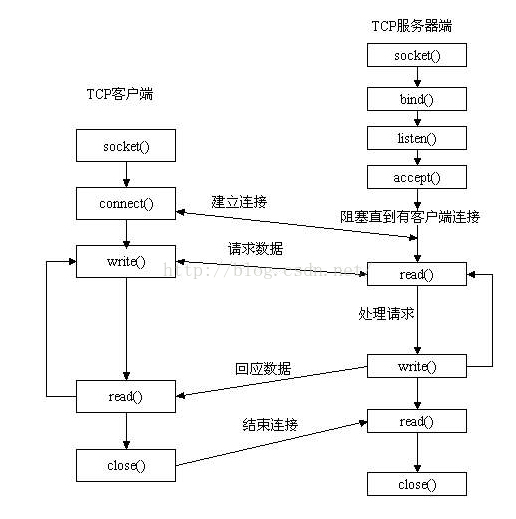 TCP服务器端
socket()
bind()
listen()
accept()
阻塞直到有客户端连接
read()
处理请求
write()
read()
close()
TCP客户端
socket()
connect()
write()
read()
close()
建立连接
请求数据
http://blog.csdn.net
回应数据
结束连接